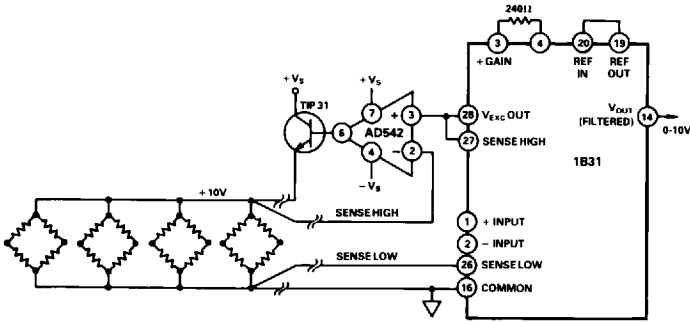 240Ω
3
4
20
19
+ GAIN
REF
IN
REF
OUT
+ VS
+ VS
TIP 31
7
+
3
6
AD542
4
–
2
– VS
28
VEXC OUT
27
SENSE HIGH
VOUT
(FILTERED)
14
0-10V
1B31
+ 10V
SENSE HIGH
1
+ INPUT
2
– INPUT
SENSE LOW
26
SENSE LOW
16
COMMON